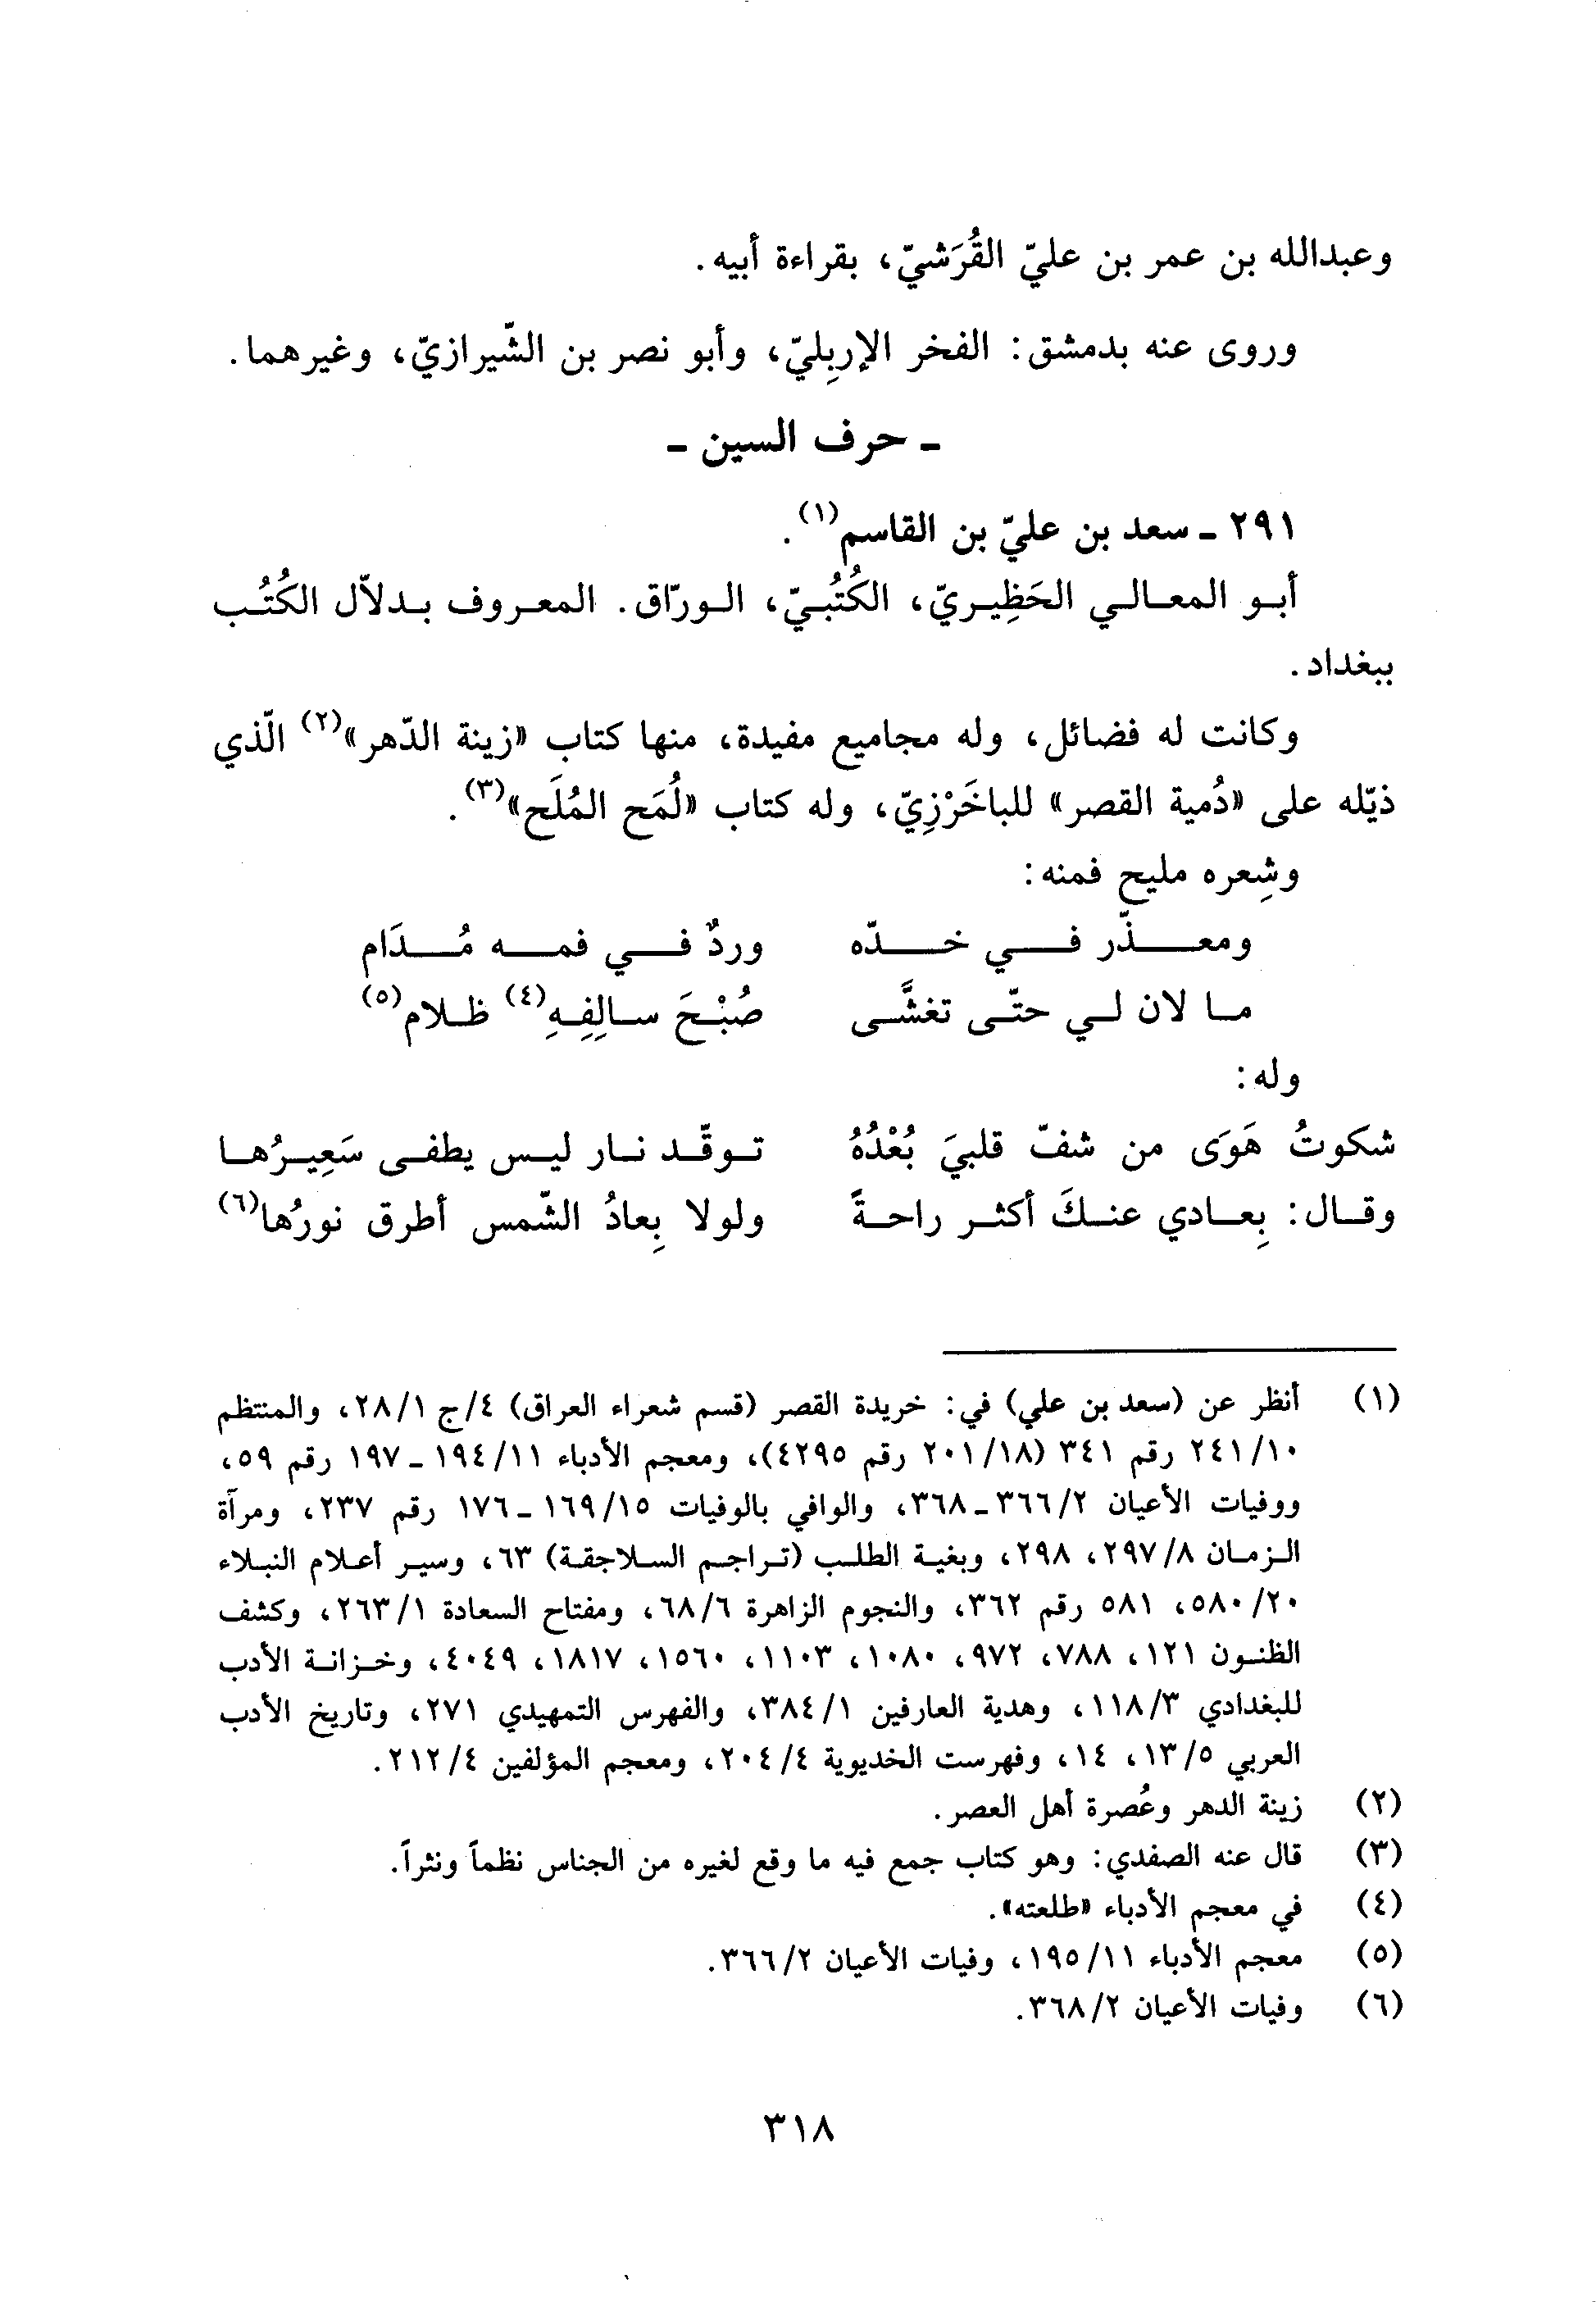 وعبدالله بن عمر بن عليّ القُرَشيّ، بقراءة أبيه.
وروى عنه بدمشق: الفخر الإربِليّ، وأبو نصر بن الشّيرازيّ، وغيرهما.
ـ حرف السين ـ
٢٩١ ـ سعد بن عليّ بن القاسم(١).
أبو المعالي الحَظِيريّ، الكُتُبيّ، الورّاق. المعروف بدلاّل الكُتُب
ببغداد.
وكانت له فضائل، وله مجاميع مفيدة، منها كتاب «زينة الدّهر»(٢) الّذي
ذيّله على «دُمية القصر» للباخَرْزِيّ، وله كتاب «لُمَح المُلَح»(٣).
وشِعره مليح فمنه:
ومعذّر في خدّه وردٌ في فمه مُدَام
ما لان لي حتّى تغشَّى صُبْحَ سالِفِهِ(٤) ظلام(٥)
وله:
شكوتُ هَوَى من شفّ قلبيَ بُعْدُهُ توقّد نار ليس يطفى سَعِيرُها
وقال: بِعادي عنكَ أكثر راحةً ولولا بِعادُ الشّمس أطرق نورُها(٦)
(١) أنظر عن (سعد بن علي) في: خريدة القصر (قسم شعراء العراق) ٤/ج ٢٨/١، والمنتظم
٢٤١/١٠ رقم ٣٤١ (٢٠١/١٨ رقم ٤٢٩٥)، ومعجم الأدباء ١٩٤/١١ ـ ١٩٧ رقم ٥٩،
ووفيات الأعيان ٣٦٦/٢ ـ ٣٦٨، والوافي بالوفيات ١٦٩/١٥ ـ ١٧٦ رقم ٢٣٧، ومرآة
الزمان ٢٩٧/٨، ٢٩٨، وبغية الطلب (تراجم السلاجقة) ٦٣، وسير أعلام النبلاء
٥٨٠/٢٠، ٥٨١ رقم ٣٦٢، والنجوم الزاهرة ٦٨/٦، ومفتاح السعادة ٢٦٣/١، وكشف
الظنون ١٢١، ٧٨٨، ٩٧٢، ١٠٨٠، ١١٠٣، ١٥٦٠، ١٨١٧، ٤٠٤٩، وخزانة الأدب
للبغدادي ١١٨/٣، وهدية العارفين ٣٨٤/١، والفهرس التمهيدي ٢٧١، وتاريخ الأدب
العربي ١٣/٥، ١٤، وفهرست الخديوية ٢٠٤/٤، ومعجم المؤلفين ٢١٢/٤.
(٢) زينة الدهر وعُصرة أهل العصر.
(٣) قال عنه الصفدي: وهو كتاب جمع فيه ما وقع لغيره من الجناس نظماً ونثراً.
(٤) في معجم الأدباء «طلعته».
(٥) معجم الأدباء ١٩٥/١١، وفيات الأعيان ٣٦٦/٢.
(٦) وفيات الأعيان ٣٦٨/٢.
٣١٨